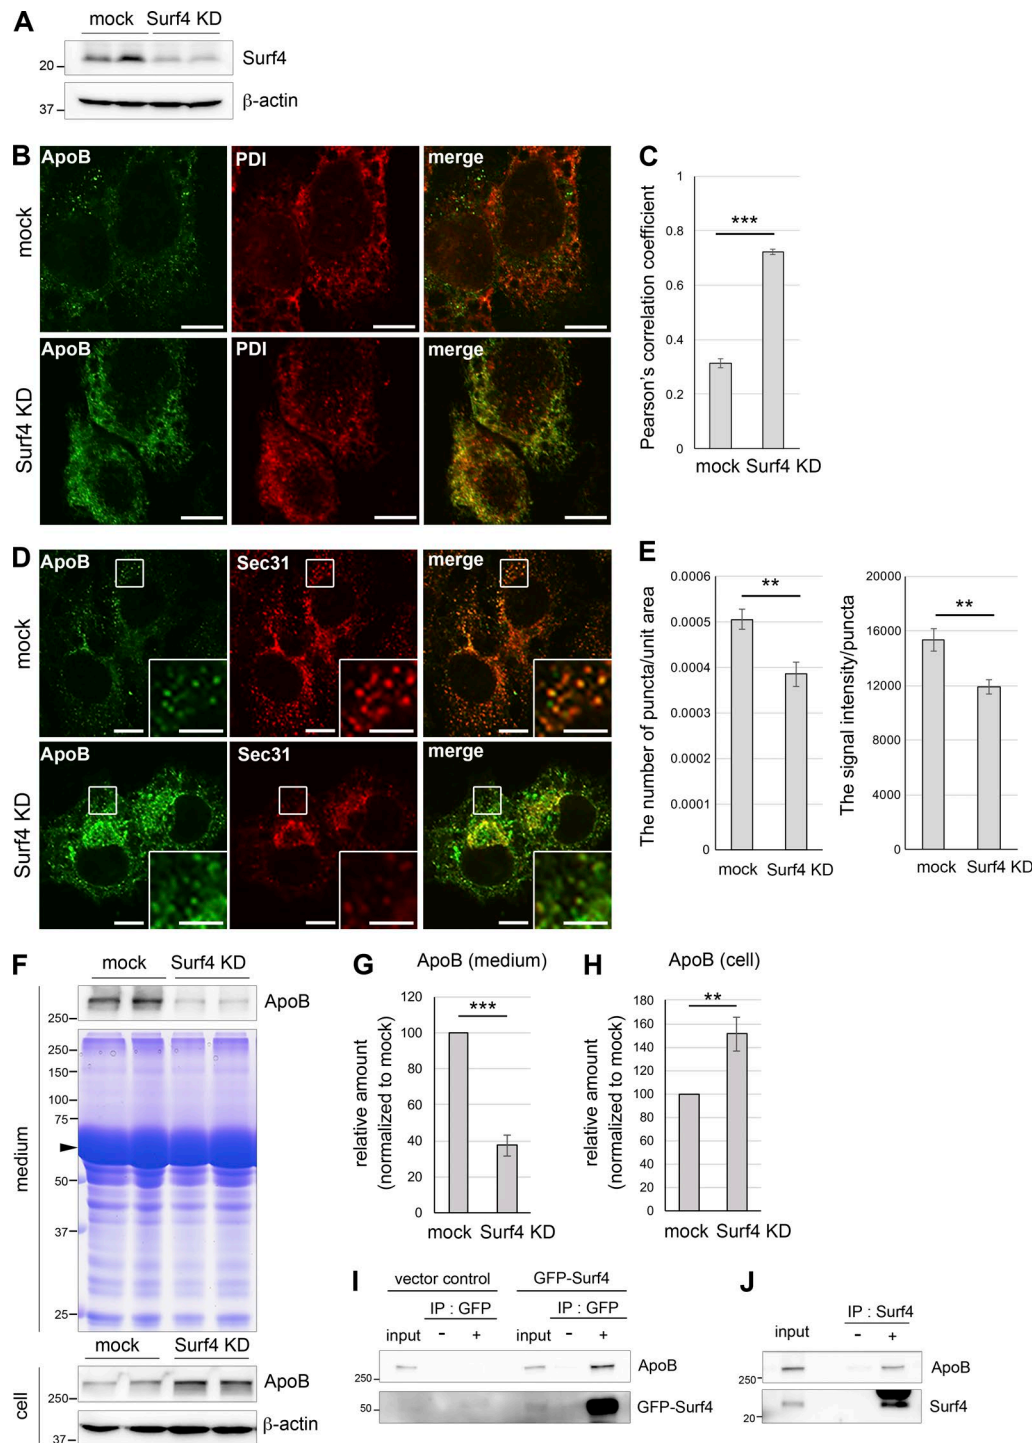 A
mock Surf4 KD
20
Surf4
37
β-actin
B
ApoB PDI merge
mock
ApoB PDI merge
Surf4 KD
C
Pearson's correlation coefficient
1
0.8
0.6
0.4
0.2
0
***
mock Surf4 KD
D
ApoB Sec31 merge
mock
ApoB Sec31 merge
Surf4 KD
E
The number of puncta/unit area
0.0006
0.0005
0.0004
0.0003
0.0002
0.0001
0
**
mock Surf4 KD
The signal intensity/puncta
20000
16000
12000
8000
4000
0
**
mock Surf4 KD
F
mock Surf4 KD
medium
250
ApoB
250
150
100
75
50
37
25
mock Surf4 KD
cell
250
ApoB
37
β-actin
G
ApoB (medium)
relative amount
(normalized to mock)
120
100
80
60
40
20
0
***
mock Surf4 KD
H
ApoB (cell)
relative amount
(normalized to mock)
180
160
140
120
100
80
60
40
20
0
**
mock Surf4 KD
I
vector control GFP-Surf4
IP : GFP IP : GFP
input - + input - +
250
ApoB
50
GFP-Surf4
J
IP : Surf4
input - +
250
ApoB
20
Surf4